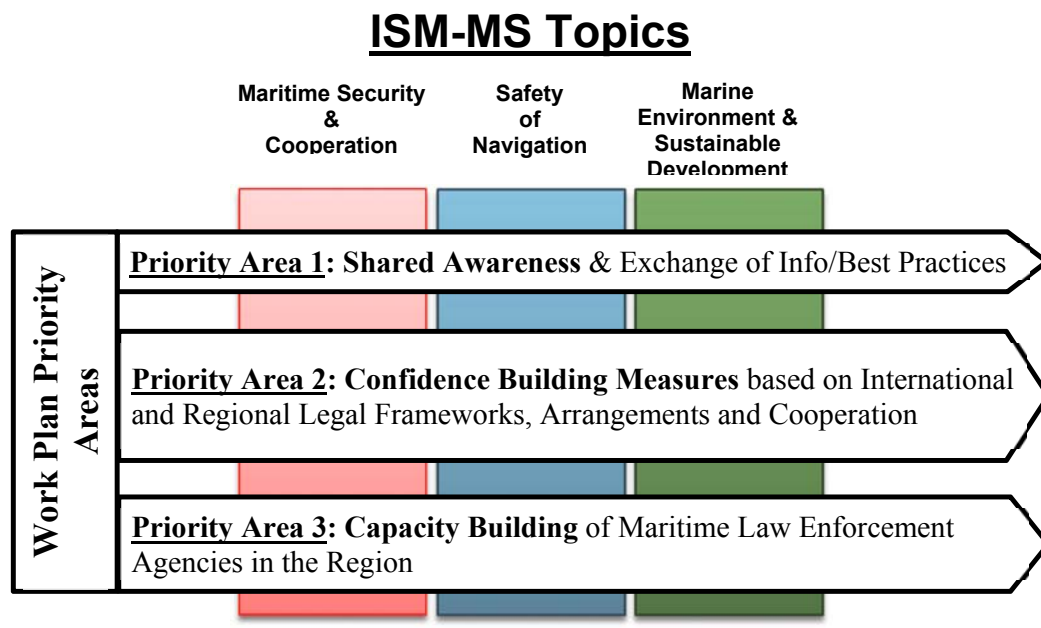 ISM-MS Topics
Maritime Security
&
Cooperation
Safety
of
Navigation
Marine
Environment &
Sustainable
Development
Work Plan Priority
Areas
Priority Area 1: Shared Awareness & Exchange of Info/Best Practices
Priority Area 2: Confidence Building Measures based on International
and Regional Legal Frameworks, Arrangements and Cooperation
Priority Area 3: Capacity Building of Maritime Law Enforcement
Agencies in the Region